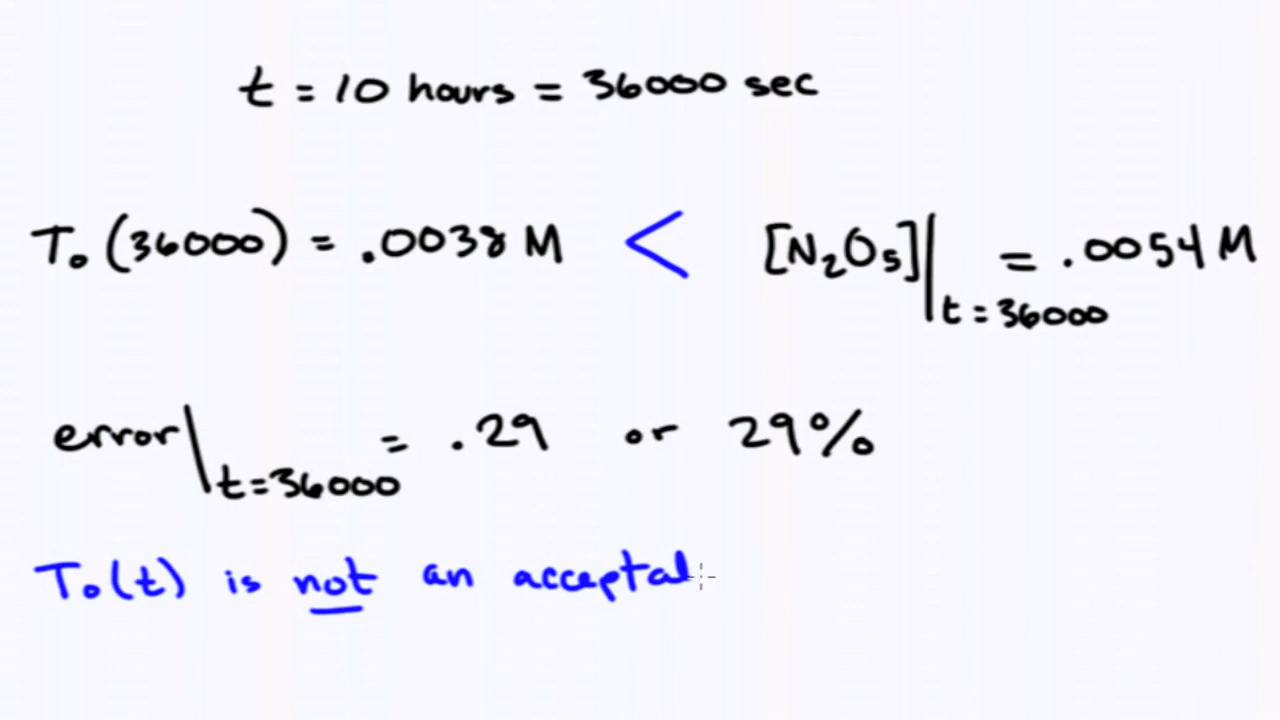 t = 10 hours = 36000 sec
T₀(36000) = .0038 M < [N₂O₅]|t=36000 = .0054 M
error|t=36000 = .29 or 29%
T₀(t) is not an acceptal